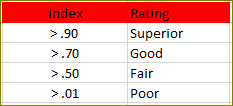 Index Rating
> .90 Superior
> .70 Good
> .50 Fair
> .01 Poor